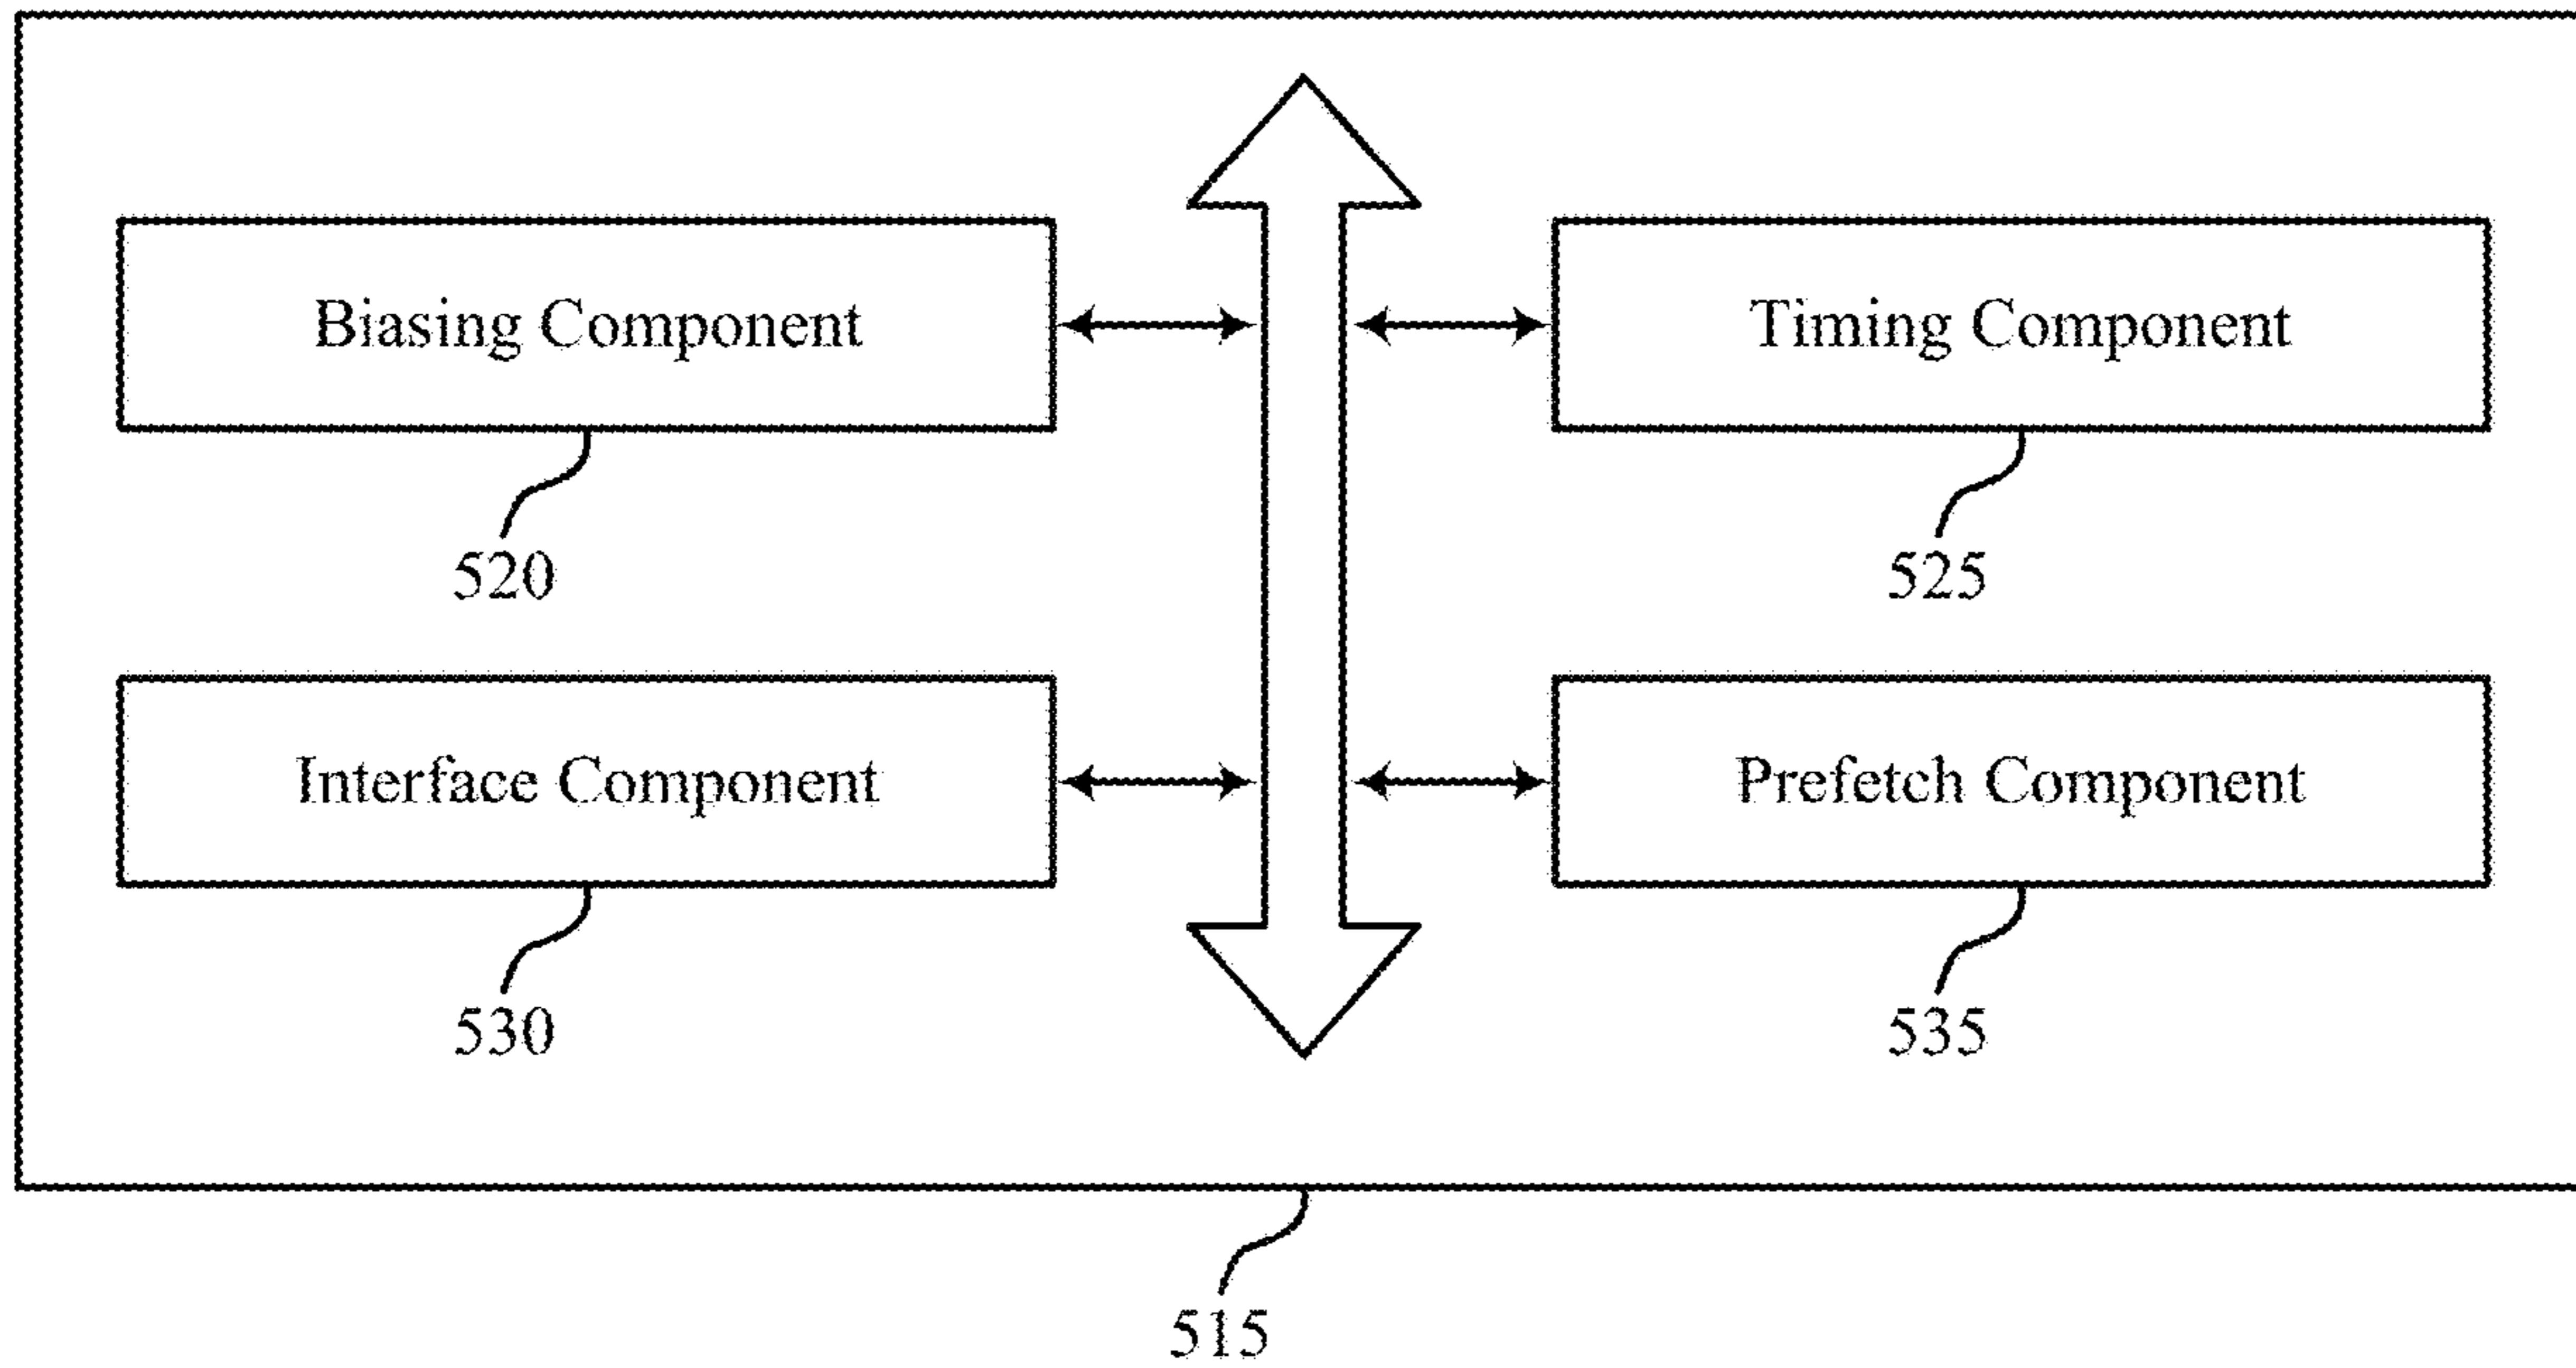 Biasing Component
Timing Component
520
525
Interface Component
Prefetch Component
530
535
515